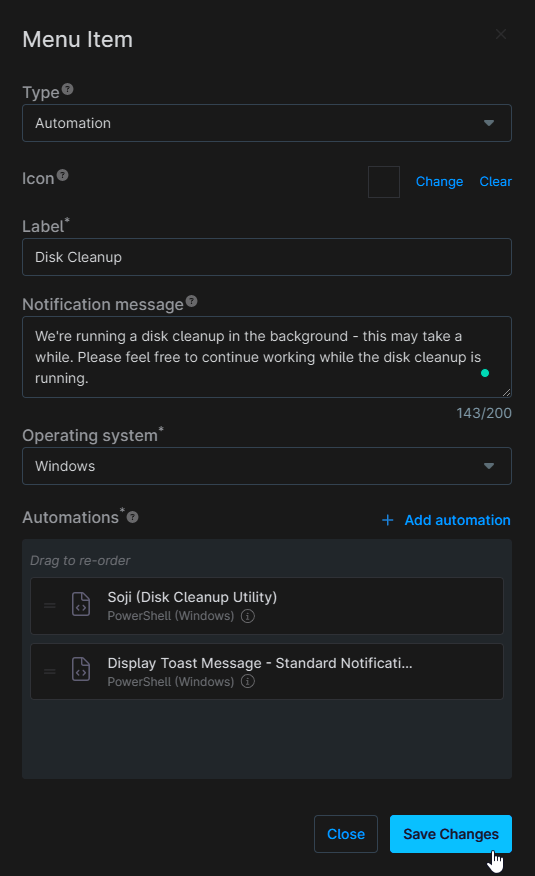 Menu Item
Type
Automation
Icon
Change Clear
Label*
Disk Cleanup
Notification message
We're running a disk cleanup in the background - this may take a
while. Please feel free to continue working while the disk cleanup is
running.
143/200
Operating system*
Windows
Automations*
+ Add automation
Drag to re-order
Soji (Disk Cleanup Utility)
PowerShell (Windows)
Display Toast Message - Standard Notificati...
PowerShell (Windows)
Close
Save Changes